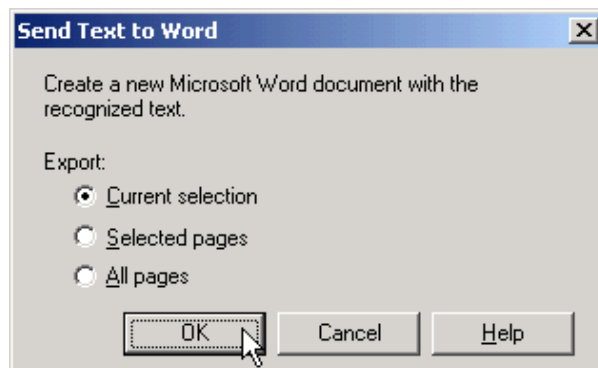 Send Text to Word
Create a new Microsoft Word document with the
recognized text.
Export:
Current selection
Selected pages
All pages
OK Cancel Help